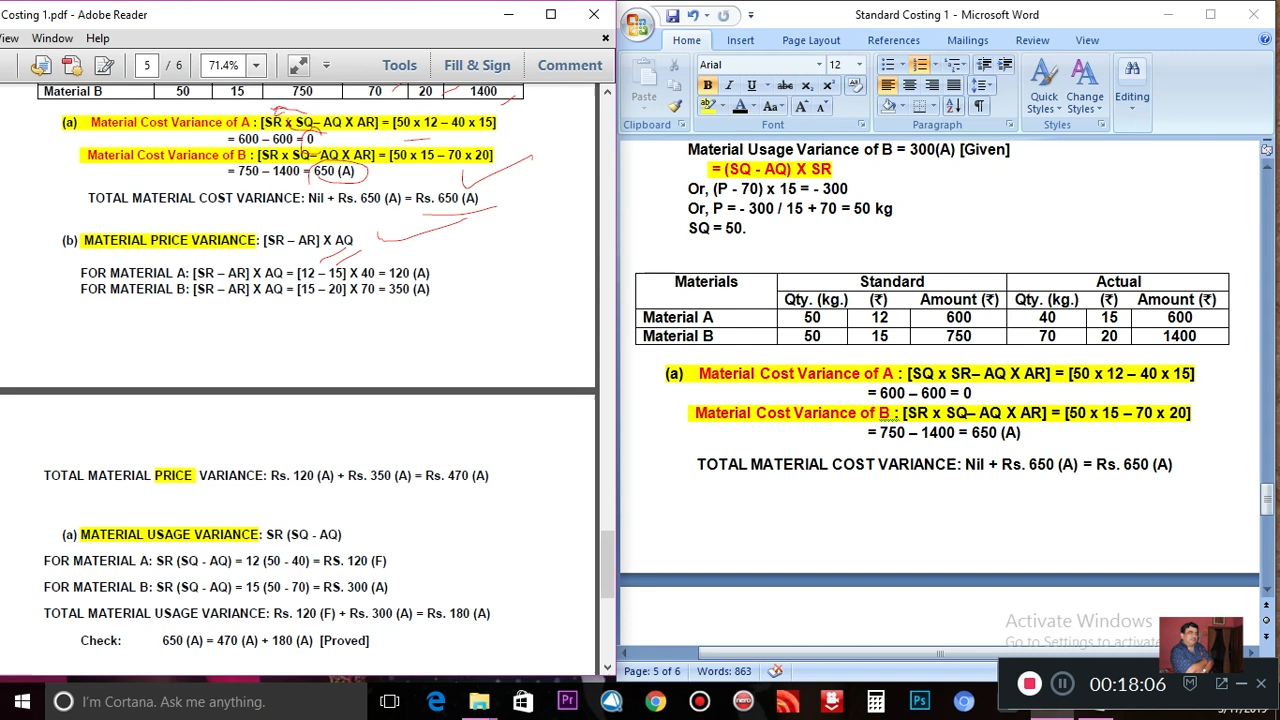 Costing 1.pdf - Adobe Reader
View Window Help
5 / 6 71.4% Tools Fill & Sign Comment
Material B 50 15 750 70 20 1400
(a) Material Cost Variance of A : [SR x SQ– AQ X AR] = [50 x 12 – 40 x 15]
= 600 – 600 = 0
Material Cost Variance of B : [SR x SQ– AQ X AR] = [50 x 15 – 70 x 20]
= 750 – 1400 = 650 (A)
TOTAL MATERIAL COST VARIANCE: Nil + Rs. 650 (A) = Rs. 650 (A)
(b) MATERIAL PRICE VARIANCE: [SR – AR] X AQ
FOR MATERIAL A: [SR – AR] X AQ = [12 – 15] X 40 = 120 (A)
FOR MATERIAL B: [SR – AR] X AQ = [15 – 20] X 70 = 350 (A)
TOTAL MATERIAL PRICE VARIANCE: Rs. 120 (A) + Rs. 350 (A) = Rs. 470 (A)
(a) MATERIAL USAGE VARIANCE: SR (SQ - AQ)
FOR MATERIAL A: SR (SQ - AQ) = 12 (50 - 40) = RS. 120 (F)
FOR MATERIAL B: SR (SQ - AQ) = 15 (50 - 70) = RS. 300 (A)
TOTAL MATERIAL USAGE VARIANCE: Rs. 120 (F) + Rs. 300 (A) = Rs. 180 (A)
Check: 650 (A) = 470 (A) + 180 (A) [Proved]
Standard Costing 1 - Microsoft Word
Home Insert Page Layout References Mailings Review View
Arial 12
Paste
Quick Styles
Change Styles
Editing
Clipboard Font Paragraph Styles
Material Usage Variance of B = 300(A) [Given]
= (SQ - AQ) X SR
Or, (P - 70) x 15 = - 300
Or, P = - 300 / 15 + 70 = 50 kg
SQ = 50.
Materials Standard Actual
Qty. (kg.) (₹) Amount (₹) Qty. (kg.) (₹) Amount (₹)
Material A 50 12 600 40 15 600
Material B 50 15 750 70 20 1400
(a) Material Cost Variance of A : [SQ x SR– AQ X AR] = [50 x 12 – 40 x 15]
= 600 – 600 = 0
Material Cost Variance of B : [SR x SQ– AQ X AR] = [50 x 15 – 70 x 20]
= 750 – 1400 = 650 (A)
TOTAL MATERIAL COST VARIANCE: Nil + Rs. 650 (A) = Rs. 650 (A)
Activate Windows
Go to Settings to activate
Page: 5 of 6 Words: 863
I'm Cortana. Ask me anything.
00:18:06